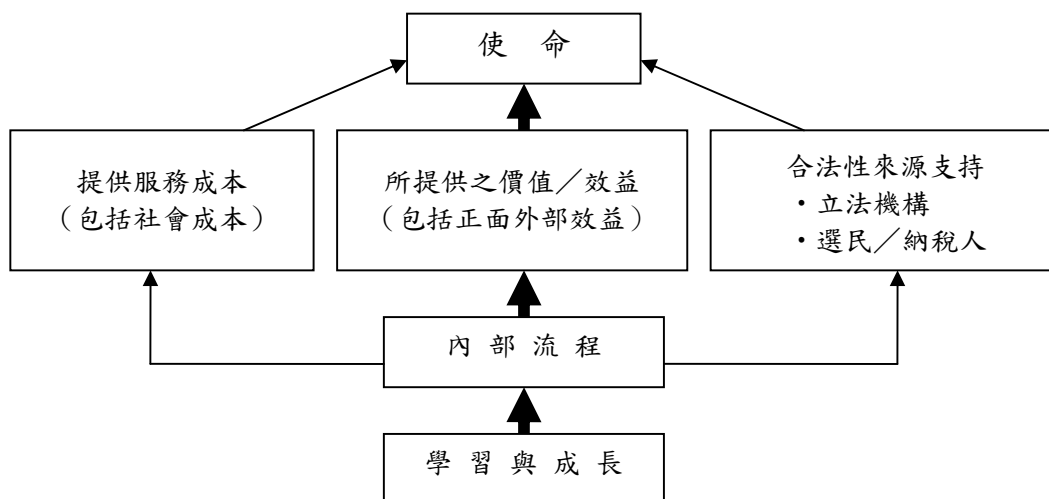 使命
提供服務成本
（包括社會成本）
所提供之價值／效益
（包括正面外部效益）
合法性來源支持
・立法機構
・選民／納稅人
內部流程
學習與成長